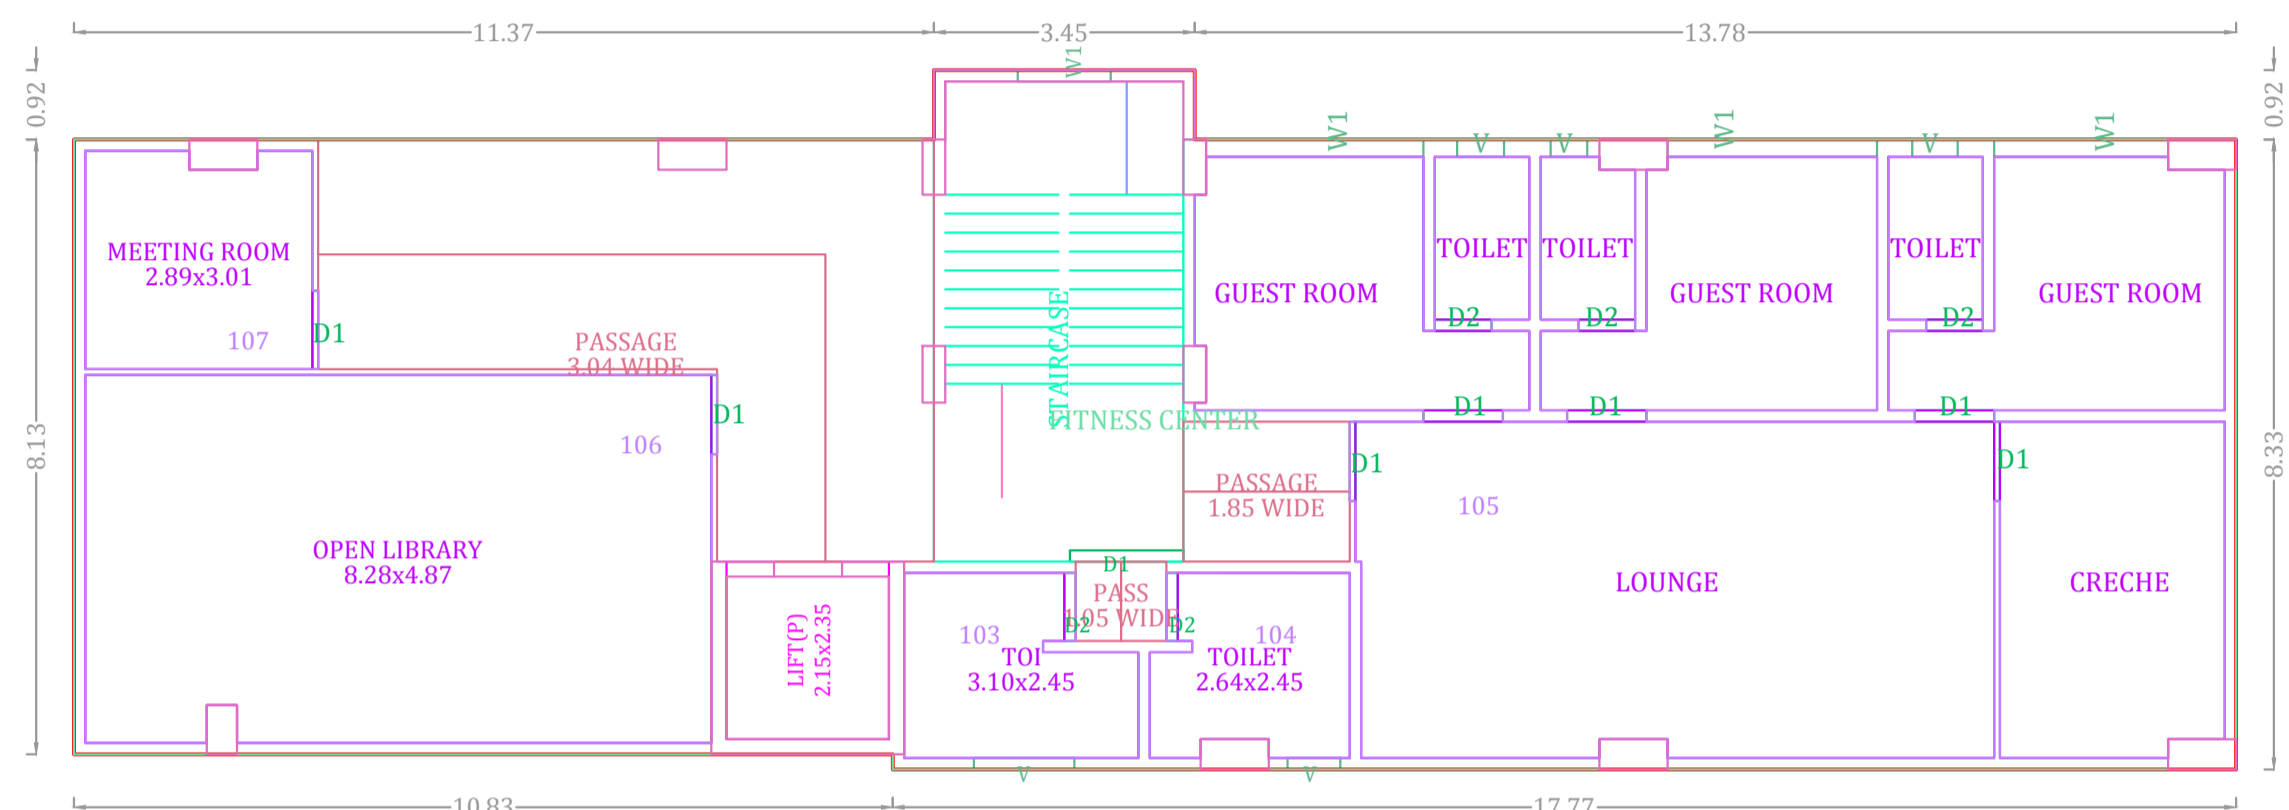 11.37
3.45
13.78
0.92
W1
0.92
W1
V
V
W1
V
W1
MEETING ROOM
2.89x3.01
TOILET
TOILET
TOILET
GUEST ROOM
GUEST ROOM
GUEST ROOM
107
D1
PASSAGE
3.04 WIDE
STAIRCASE
D2
D2
D2
D1
FITNESS CENTER
D1
D1
D1
8.13
106
D1
D1
8.33
PASSAGE
1.85 WIDE
105
OPEN LIBRARY
8.28x4.87
D1
PASS
1.05 WIDE
LOUNGE
CRECHE
LIFT(P)
2.15x2.35
103
D2
D2
104
TOI
3.10x2.45
TOILET
2.64x2.45
V
V
10.83
17.77